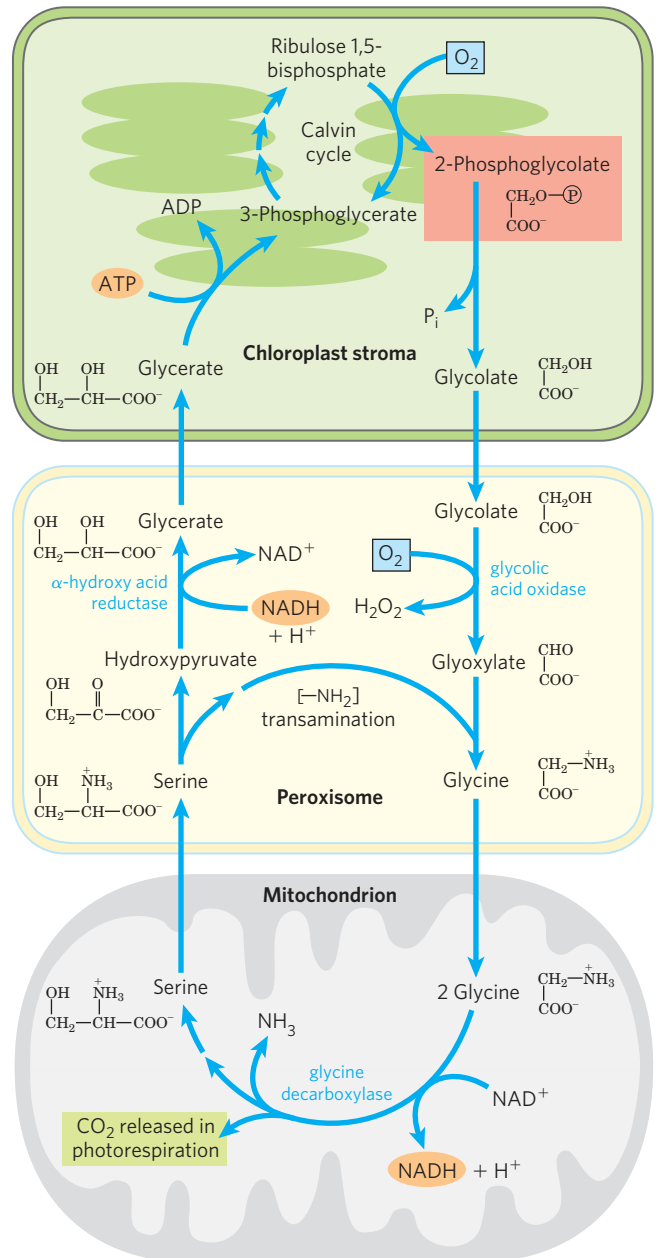 Ribulose 1,5-
bisphosphate
O₂
Calvin
cycle
2-Phosphoglycolate
CH₂O—Ⓟ
COO⁻
ADP
3-Phosphoglycerate
ATP
Pᵢ
Chloroplast stroma
OH OH
CH₂—CH—COO⁻
Glycerate
Glycolate
CH₂OH
COO⁻
OH OH
CH₂—CH—COO⁻
Glycerate
Glycolate
CH₂OH
COO⁻
NAD⁺
O₂
α-hydroxy acid
reductase
glycolic
acid oxidase
NADH
+ H⁺
H₂O₂
Hydroxypyruvate
Glyoxylate
CHO
COO⁻
OH O
CH₂—C—COO⁻
[—NH₂]
transamination
OH N⁺H₃
CH₂—CH—COO⁻
Serine
Peroxisome
Glycine
CH₂—N⁺H₃
COO⁻
Mitochondrion
OH N⁺H₃
CH₂—CH—COO⁻
Serine
2 Glycine
CH₂—N⁺H₃
COO⁻
NH₃
glycine
decarboxylase
NAD⁺
CO₂ released in
photorespiration
NADH + H⁺